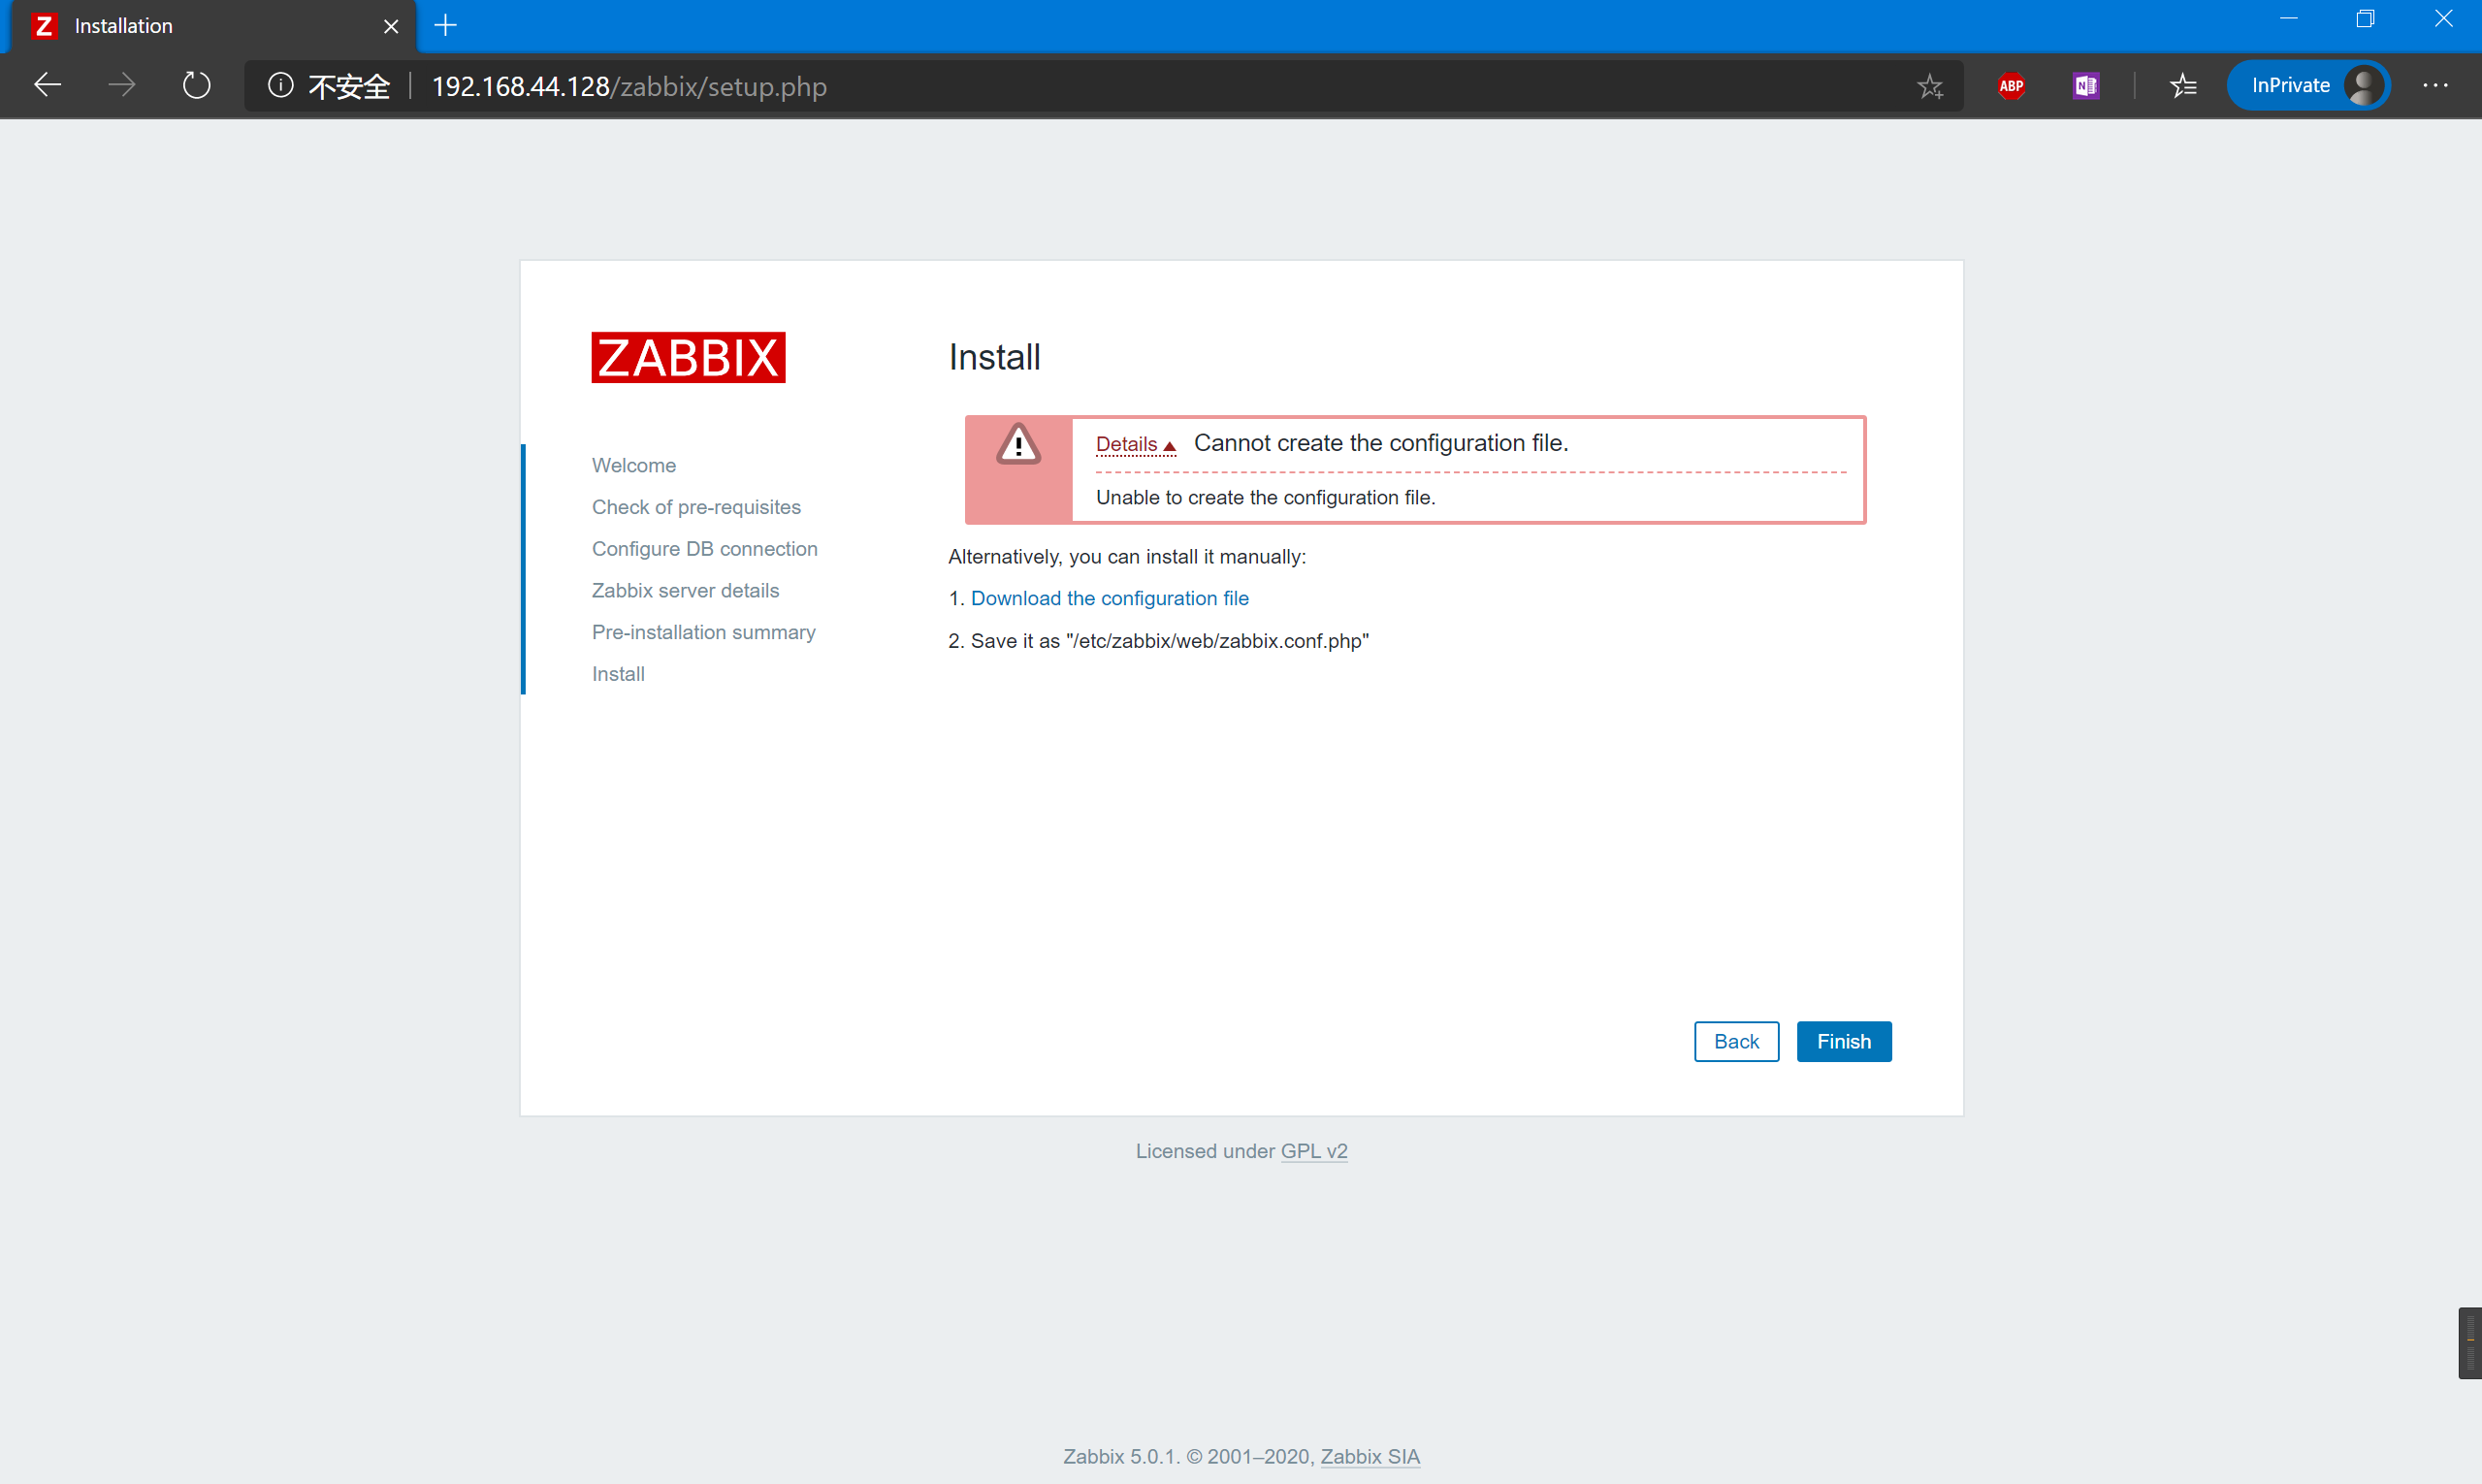 Z Installation
不安全 192.168.44.128/zabbix/setup.php ABP N InPrivate
ZABBIX
Install
Details Cannot create the configuration file.
Unable to create the configuration file.
Welcome
Check of pre-requisites
Configure DB connection
Zabbix server details
Pre-installation summary
Install
Alternatively, you can install it manually:
1. Download the configuration file
2. Save it as "/etc/zabbix/web/zabbix.conf.php"
Back Finish
Licensed under GPL v2
Zabbix 5.0.1. © 2001–2020, Zabbix SIA